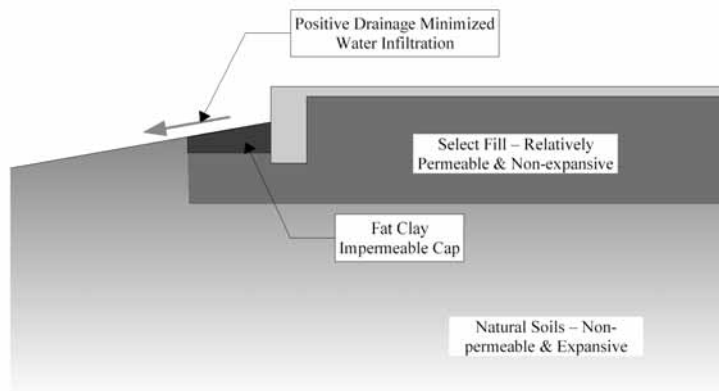 Positive Drainage Minimized
Water Infiltration
Select Fill – Relatively
Permeable & Non-expansive
Fat Clay
Impermeable Cap
Natural Soils – Non-
permeable & Expansive